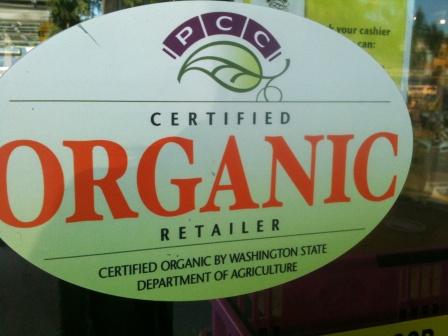 PCC
k your cashier
can:
CERTIFIED
ORGANIC
RETAILER
CERTIFIED ORGANIC BY WASHINGTON STATE
DEPARTMENT OF AGRICULTURE